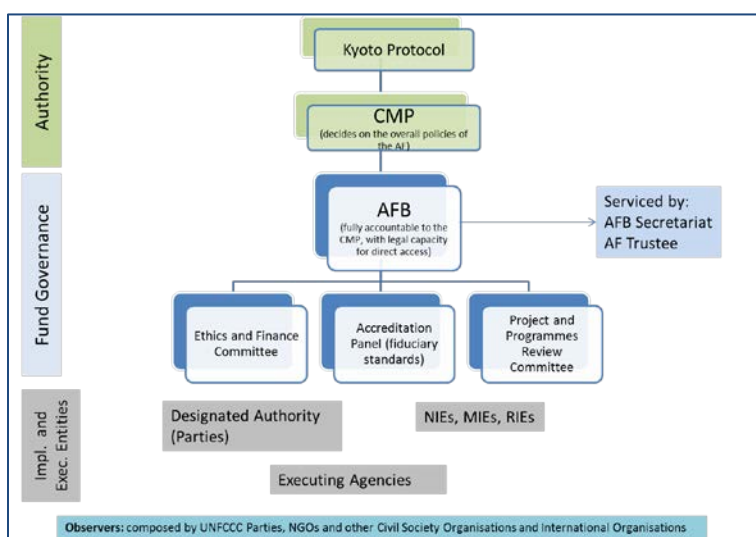 Authority
Kyoto Protocol
CMP
(decides on the overall policies of
the AF)
Fund Governance
AFB
(fully accountable to the
CMP, with legal capacity
for direct access)
Serviced by:
AFB Secretariat
AF Trustee
Ethics and Finance
Committee
Accreditation
Panel (fiduciary
standards)
Project and
Programmes
Review
Committee
Impl. and
Exec. Entities
Designated Authority
(Parties)
NIEs, MIEs, RIEs
Executing Agencies
Observers: composed by UNFCCC Parties, NGOs and other Civil Society Organisations and International Organisations